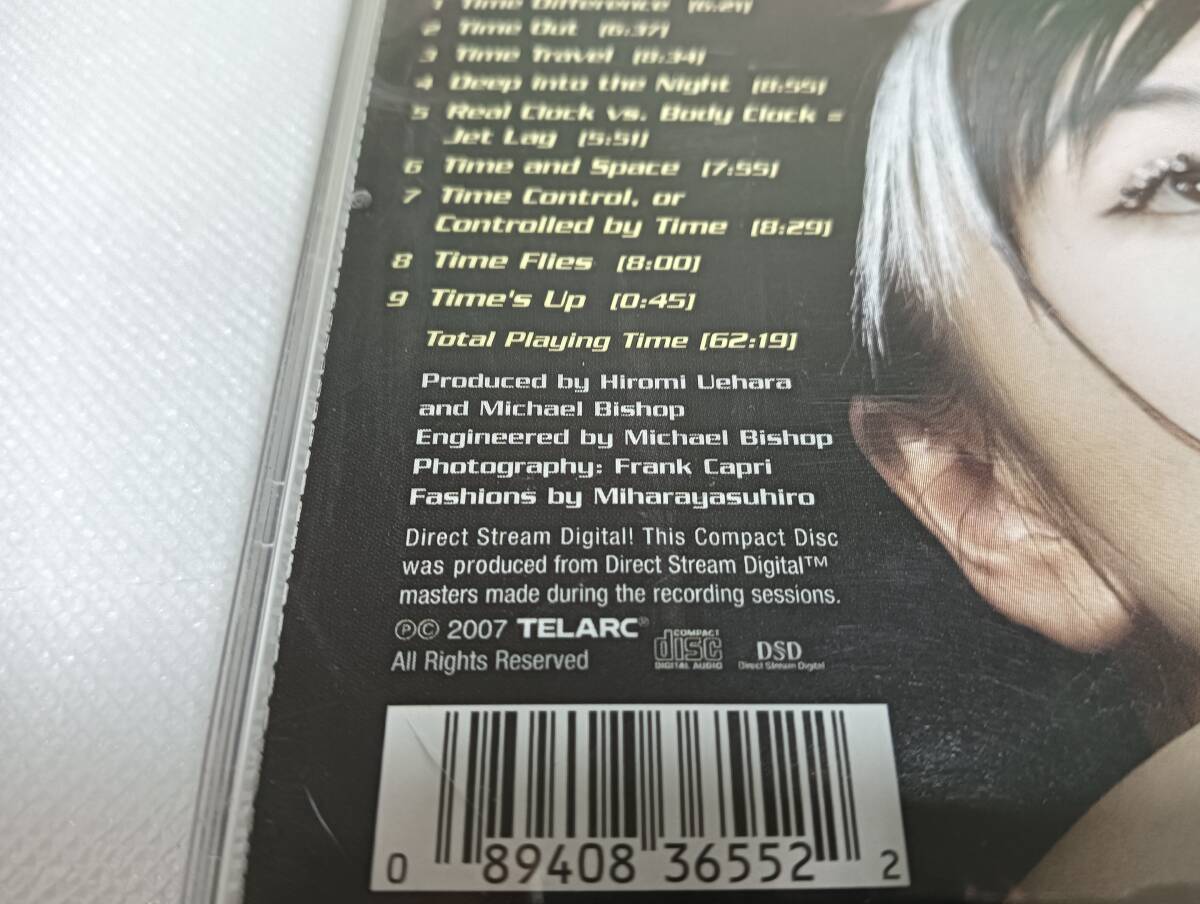 1 Time Difference [6:21]
2 Time Out [6:37]
3 Time Travel [8:34]
4 Deep Into the Night [8:55]
5 Real Clock vs. Body Clock =
Jet Lag [5:51]
6 Time and Space [7:55]
7 Time Control, or
Controlled by Time [8:29]
8 Time Flies [8:00]
9 Time's Up [0:45]
Total Playing Time [62:19]
Produced by Hiromi Uehara
and Michael Bishop
Engineered by Michael Bishop
Photography: Frank Capri
Fashions by Miharayasuhiro
Direct Stream Digital! This Compact Disc
was produced from Direct Stream Digital™
masters made during the recording sessions.
℗© 2007 TELARC®
All Rights Reserved
COMPACT
disc
DIGITAL AUDIO
DSD
Direct Stream Digital
0 89408 36552 2